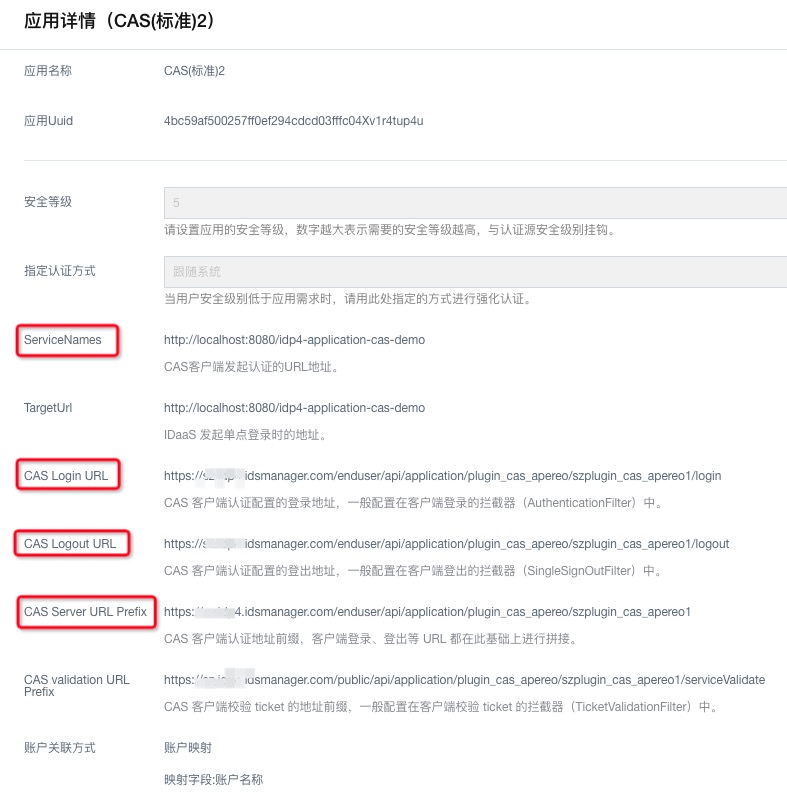 应用详情（CAS(标准)2）
应用名称 CAS(标准)2
应用Uuid 4bc59af500257ff0ef294cdcd03fffc04Xv1r4tup4u
安全等级 5
请设置应用的安全等级，数字越大表示需要的安全等级越高，与认证源安全级别挂钩。
指定认证方式 跟随系统
当用户安全级别低于应用需求时，请用此处指定的方式进行强化认证。
ServiceNames http://localhost:8080/idp4-application-cas-demo
CAS客户端发起认证的URL地址。
TargetUrl http://localhost:8080/idp4-application-cas-demo
IDaaS 发起单点登录时的地址。
CAS Login URL https:// idsmanager.com/enduser/api/application/plugin_cas_apereo/szplugin_cas_apereo1/login
CAS 客户端认证配置的登录地址，一般配置在客户端登录的拦截器（AuthenticationFilter）中。
CAS Logout URL https:// idsmanager.com/enduser/api/application/plugin_cas_apereo/szplugin_cas_apereo1/logout
CAS 客户端认证配置的登出地址，一般配置在客户端登出的拦截器（SingleSignOutFilter）中。
CAS Server URL Prefix https: 4.idsmanager.com/enduser/api/application/plugin_cas_apereo/szplugin_cas_apereo1
CAS 客户端认证地址前缀，客户端登录、登出等 URL 都在此基础上进行拼接。
CAS validation URL https:// idsmanager.com/public/api/application/plugin_cas_apereo/szplugin_cas_apereo1/serviceValidate
Prefix
CAS 客户端校验 ticket 的地址前缀，一般配置在客户端校验 ticket 的拦截器（TicketValidationFilter）中。
账户关联方式 账户映射
映射字段:账户名称